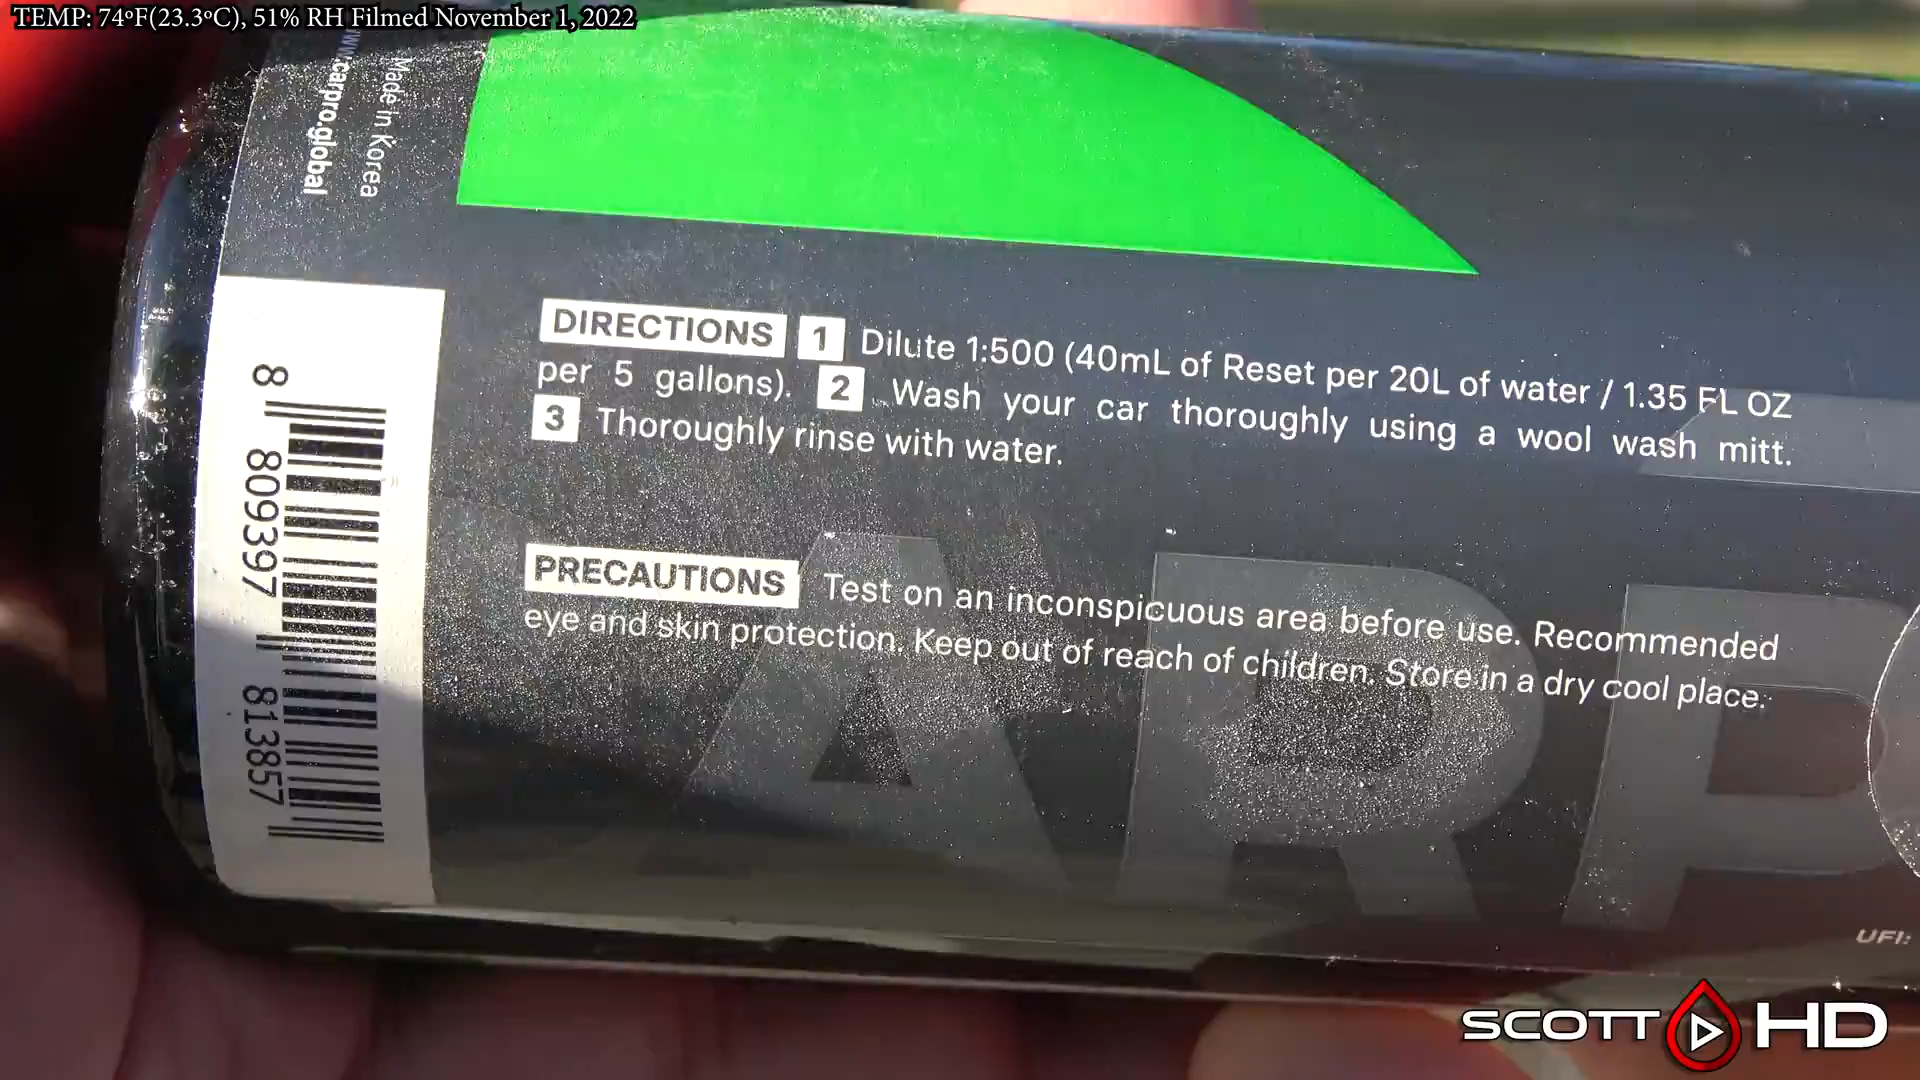 TEMP: 74ºF(23.3ºC), 51% RH Filmed November 1, 2022
Made in Korea
www.carpro.global
DIRECTIONS 1 Dilute 1:500 (40mL of Reset per 20L of water / 1.35 FL OZ
per 5 gallons). 2 Wash your car thoroughly using a wool wash mitt.
3 Thoroughly rinse with water.
PRECAUTIONS Test on an inconspicuous area before use. Recommended
eye and skin protection. Keep out of reach of children. Store in a dry cool place.
8 809397 813857
ARP
UFI:
SCOTT HD